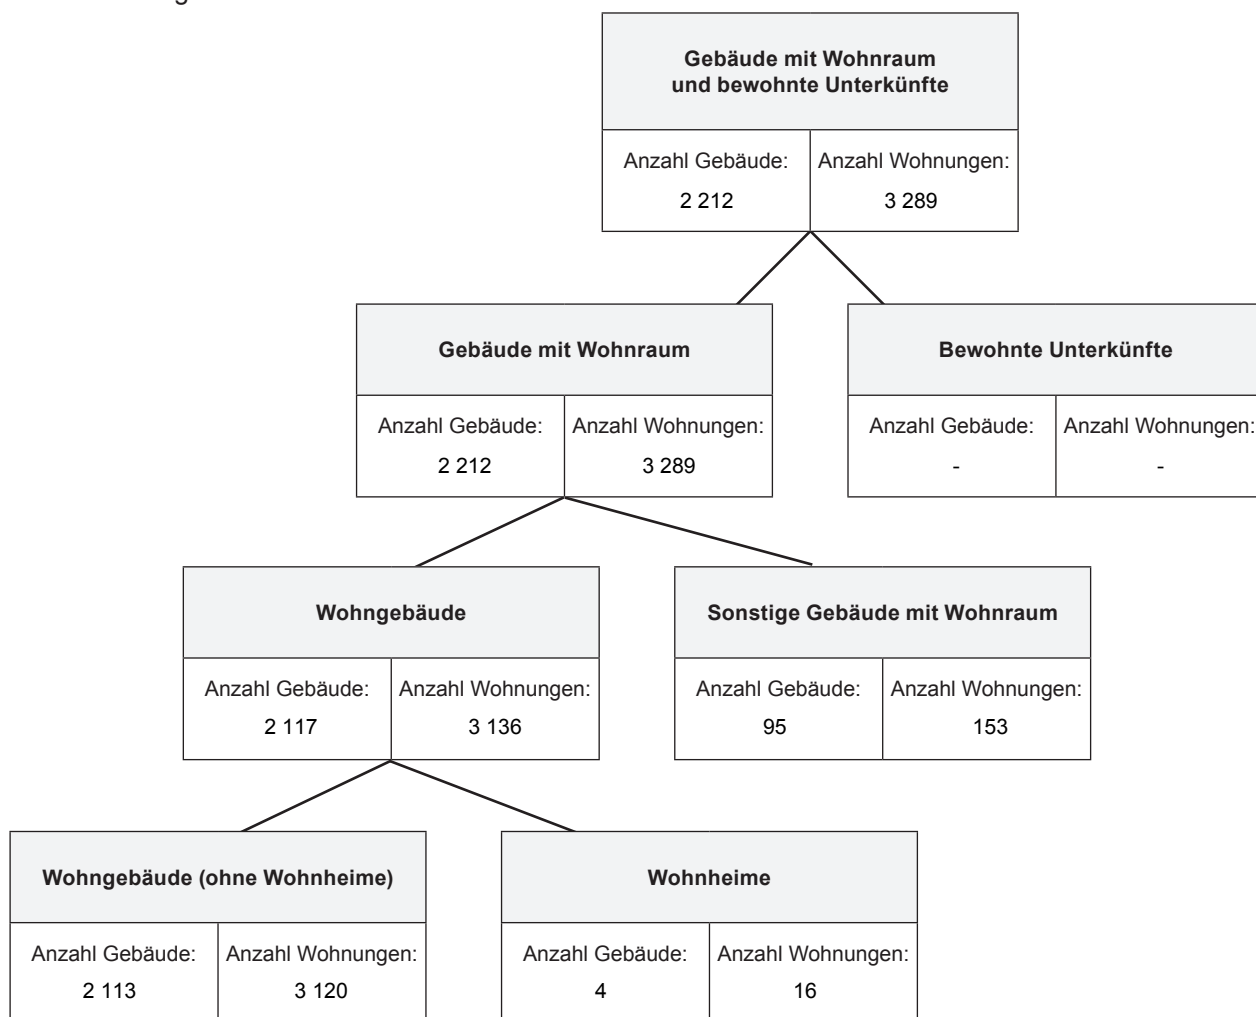 Gebäude mit Wohnraum
und bewohnte Unterkünfte
Anzahl Gebäude: Anzahl Wohnungen:
2 212 3 289
Gebäude mit Wohnraum Bewohnte Unterkünfte
Anzahl Gebäude: Anzahl Wohnungen: Anzahl Gebäude: Anzahl Wohnungen:
2 212 3 289 - -
Wohngebäude Sonstige Gebäude mit Wohnraum
Anzahl Gebäude: Anzahl Wohnungen: Anzahl Gebäude: Anzahl Wohnungen:
2 117 3 136 95 153
Wohngebäude (ohne Wohnheime) Wohnheime
Anzahl Gebäude: Anzahl Wohnungen: Anzahl Gebäude: Anzahl Wohnungen:
2 113 3 120 4 16